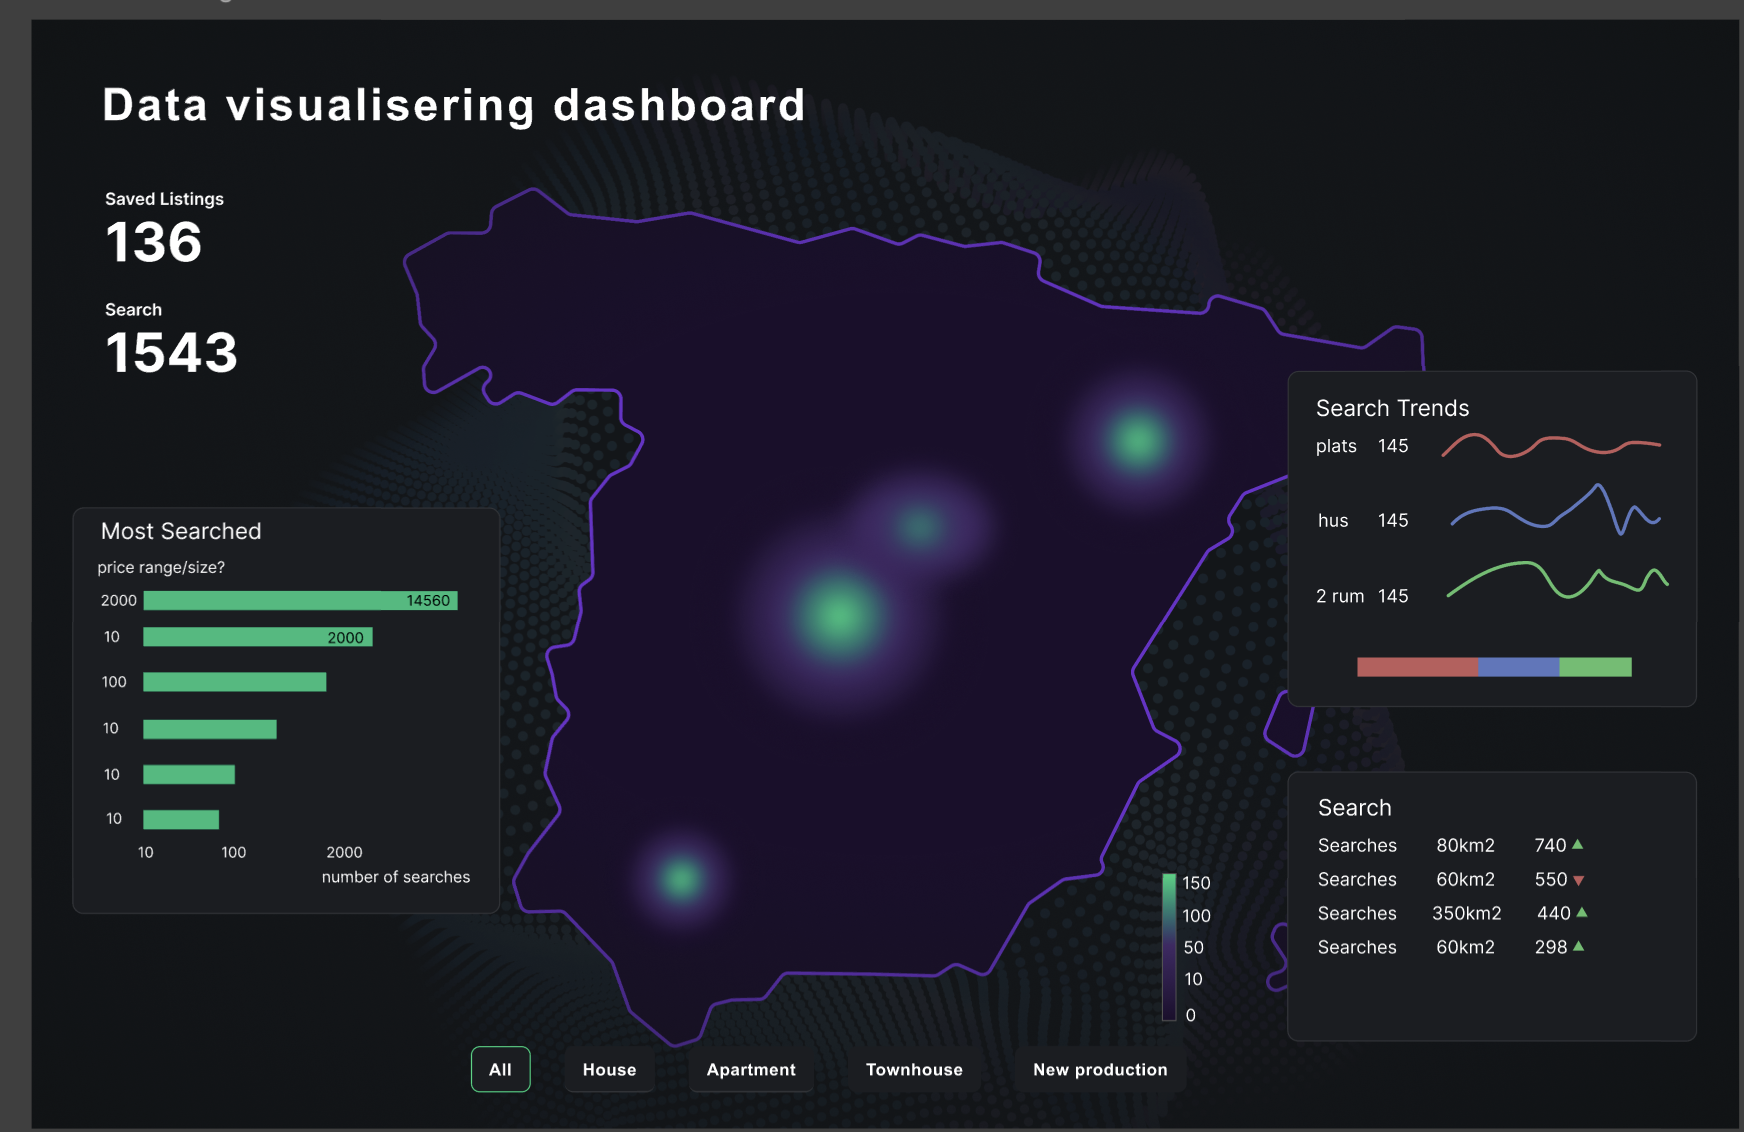 Data visualisering dashboard
Saved Listings
136
Search
1543
Most Searched
price range/size?
2000 14560
10 2000
100
10
10
10
10 100 2000
number of searches
Search Trends
plats 145
hus 145
2 rum 145
150
100
50
10
0
Search
Searches 80km2 740
Searches 60km2 550
Searches 350km2 440
Searches 60km2 298
All House Apartment Townhouse New production